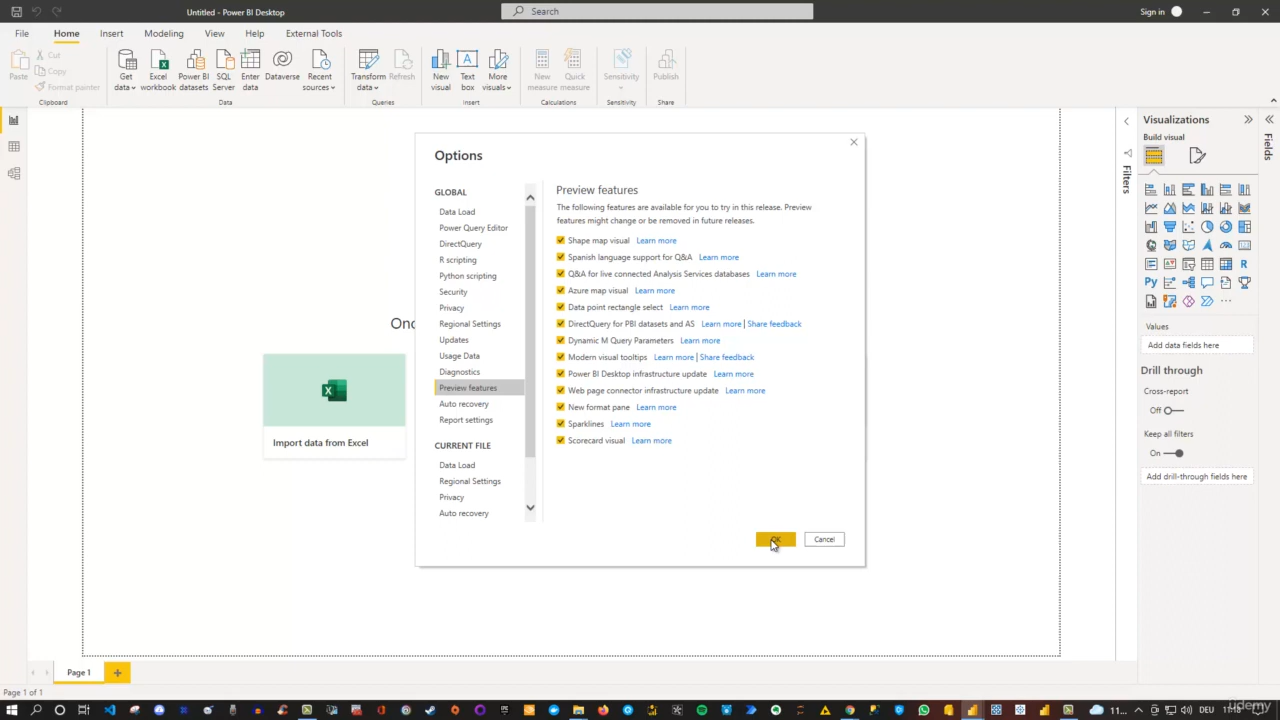 Untitled - Power BI Desktop
Search
Sign in
File Home Insert Modeling View Help External Tools
Paste
Cut
Copy
Format painter
Get data
Excel workbook
Power BI datasets
SQL Server
Enter data
Dataverse
Recent sources
Transform data
Refresh
New visual
Text box
More visuals
New measure
Quick measure
Sensitivity
Publish
Clipboard Data Queries Insert Calculations Sensitivity Share
Options
GLOBAL
Data Load
Power Query Editor
DirectQuery
R scripting
Python scripting
Security
Privacy
Regional Settings
Updates
Usage Data
Diagnostics
Preview features
Auto recovery
Report settings
CURRENT FILE
Data Load
Regional Settings
Privacy
Auto recovery
Preview features
The following features are available for you to try in this release. Preview
features might change or be removed in future releases.
Shape map visual Learn more
Spanish language support for Q&A Learn more
Q&A for live connected Analysis Services databases Learn more
Azure map visual Learn more
Data point rectangle select Learn more
DirectQuery for PBI datasets and AS Learn more | Share feedback
Dynamic M Query Parameters Learn more
Modern visual tooltips Learn more | Share feedback
Power BI Desktop infrastructure update Learn more
Web page connector infrastructure update Learn more
New format pane Learn more
Sparklines Learn more
Scorecard visual Learn more
OK Cancel
Onc
Import data from Excel
Filters
Visualizations
Build visual
R
Py
Values
Add data fields here
Drill through
Cross-report
Off
Keep all filters
On
Add drill-through fields here
Fields
Page 1
Page 1 of 1
11...
DEU
Udemy